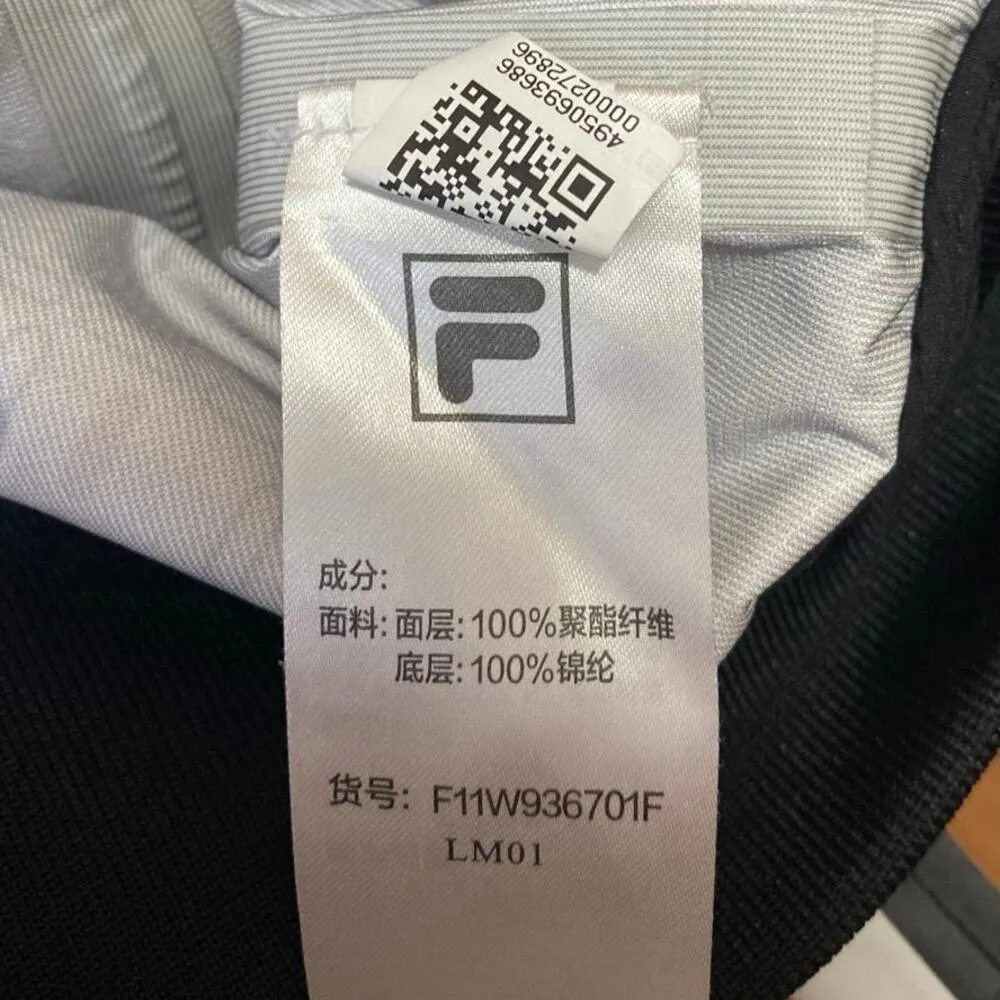 4950693686
0000272896
F
成分:
面料: 面层: 100%聚酯纤维
底层: 100%锦纶
货号: F11W936701F
LM01